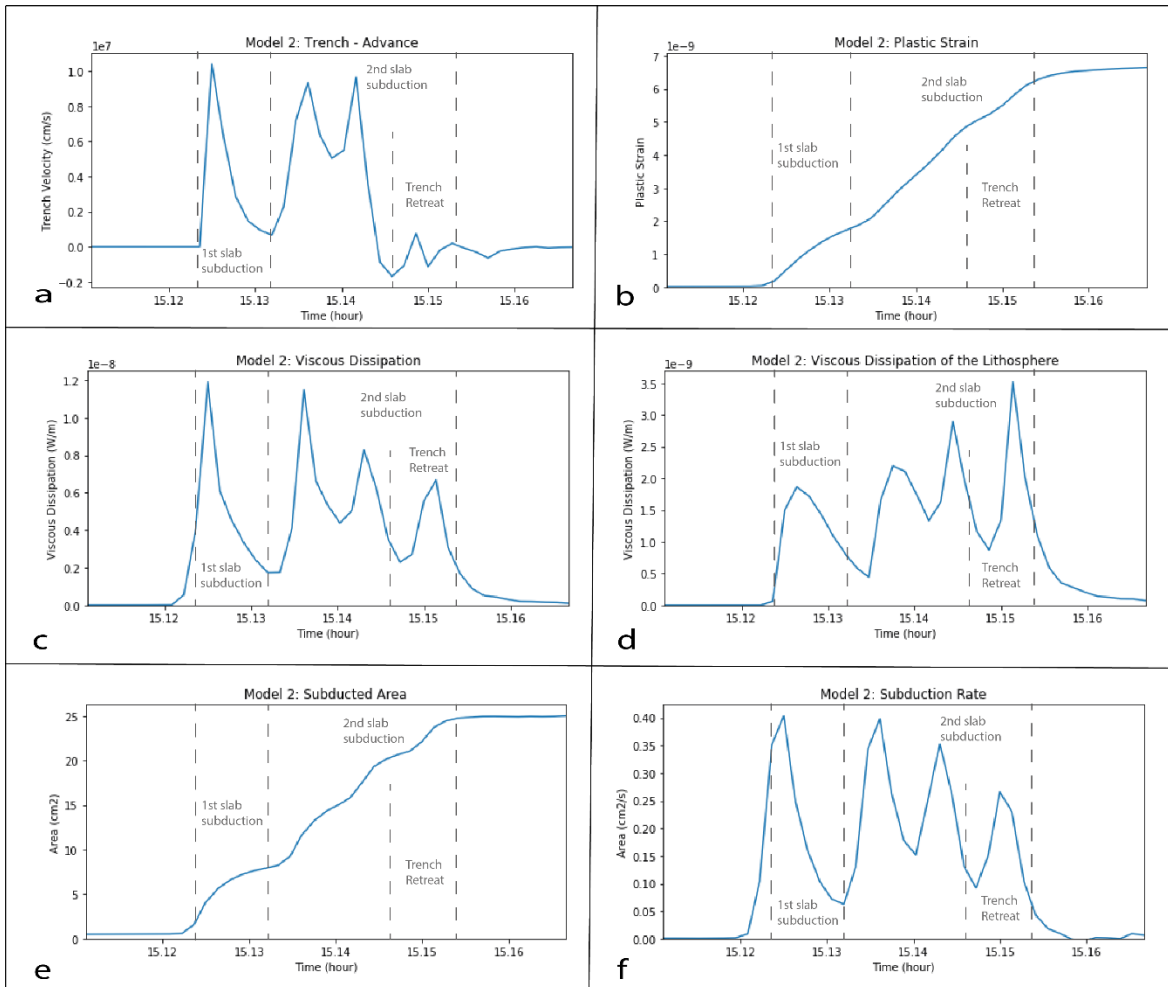 Model 2: Trench - Advance
1e7
Trench Velocity (cm/s)
1.0
0.8
0.6
0.4
0.2
0.0
−0.2
2nd slab
subduction
Trench
Retreat
1st slab
subduction
15.12
15.13
15.14
15.15
15.16
Time (hour)
a
Model 2: Plastic Strain
1e−9
Plastic Strain
7
6
5
4
3
2
1
0
2nd slab
subduction
1st slab
subduction
Trench
Retreat
15.12
15.13
15.14
15.15
15.16
Time (hour)
b
Model 2: Viscous Dissipation
1e−8
Viscous Dissipation (W/m)
1.2
1.0
0.8
0.6
0.4
0.2
0.0
2nd slab
subduction
Trench
Retreat
1st slab
subduction
15.12
15.13
15.14
15.15
15.16
Time (hour)
c
Model 2: Viscous Dissipation of the Lithosphere
1e−9
Viscous Dissipation (W/m)
3.5
3.0
2.5
2.0
1.5
1.0
0.5
0.0
2nd slab
subduction
1st slab
subduction
Trench
Retreat
15.12
15.13
15.14
15.15
15.16
Time (hour)
d
Model 2: Subducted Area
Area (cm2)
25
20
15
10
5
0
2nd slab
subduction
1st slab
subduction
Trench
Retreat
15.12
15.13
15.14
15.15
15.16
Time (hour)
e
Model 2: Subduction Rate
Area (cm2/s)
0.40
0.35
0.30
0.25
0.20
0.15
0.10
0.05
0.00
2nd slab
subduction
1st slab
subduction
Trench
Retreat
15.12
15.13
15.14
15.15
15.16
Time (hour)
f